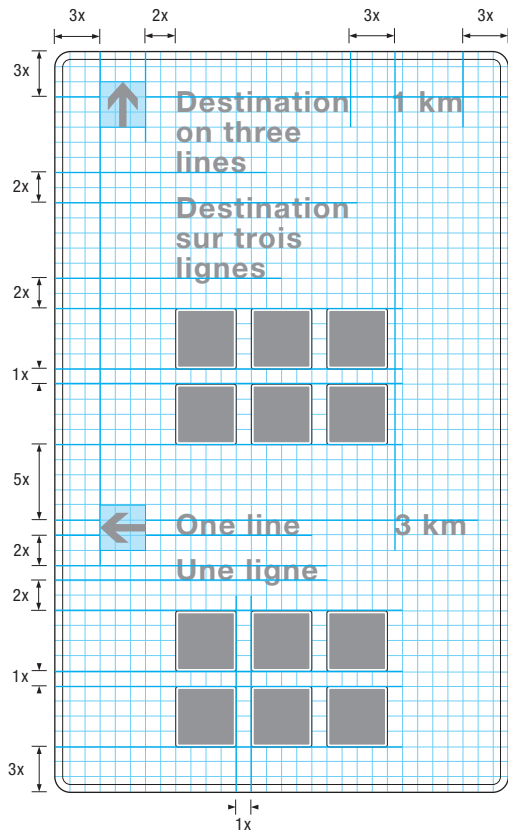 3x 2x 3x 3x
3x
Destination 1 km
on three
lines
2x
Destination
sur trois
lignes
2x
1x
5x
One line 3 km
2x
Une ligne
2x
1x
3x
1x